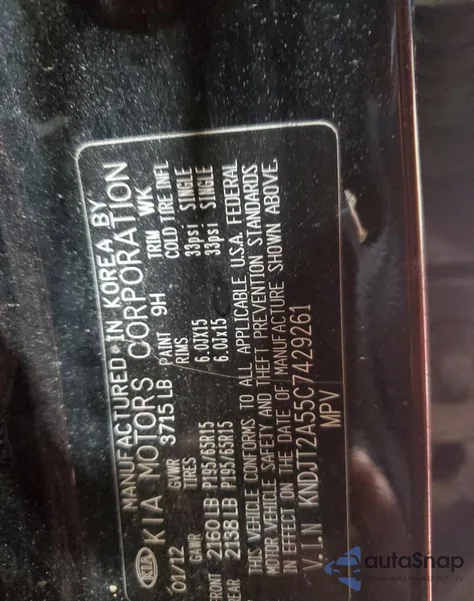 MANUFACTURED IN KOREA BY
KIA KIA MOTORS CORPORATION
01/12 GVWR 3715 LB PAINT 9H TRIM WK
GAWR TIRES RIMS COLD TIRE INFL
FRONT 2160 LB P195/65R15 6.0JX15 33psi SINGLE
REAR 2138 LB P195/65R15 6.0Jx15 33psi SINGLE
THIS VEHICLE CONFORMS TO ALL APPLICABLE U.S.A. FEDERAL
MOTOR VEHICLE SAFETY AND THEFT PREVENTION STANDARDS
IN EFFECT ON THE DATE OF MANUFACTURE SHOWN ABOVE.
V.I.N KNDJT2A55C7429261
MPV
autoSnap